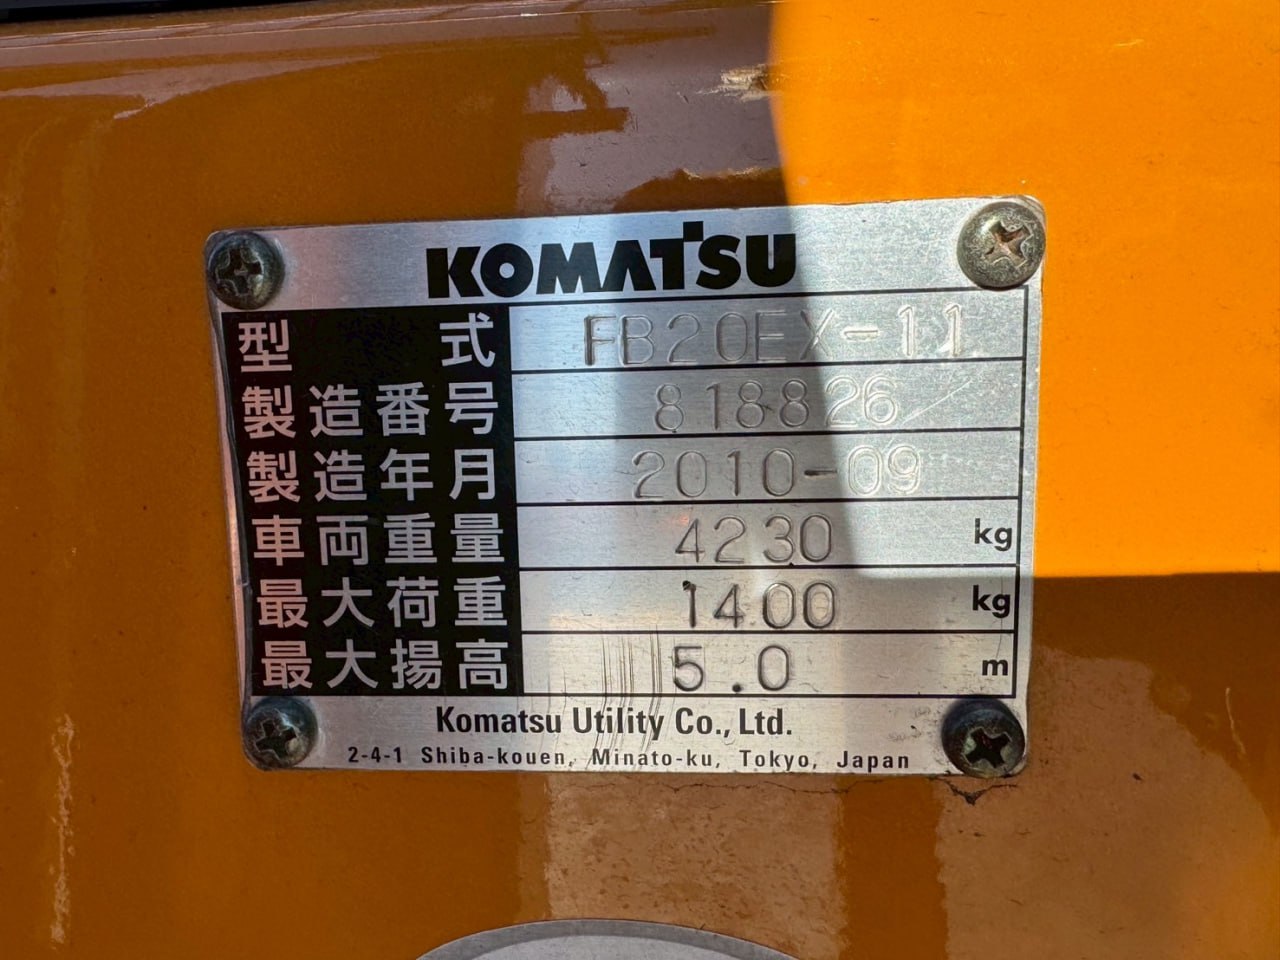 KOMATSU
型式 FB20EX-11
製造番号 818826
製造年月 2010-09
車両重量 4230 kg
最大荷重 1400 kg
最大揚高 5.0 m
Komatsu Utility Co., Ltd.
2-4-1 Shiba-kouen, Minato-ku, Tokyo, Japan